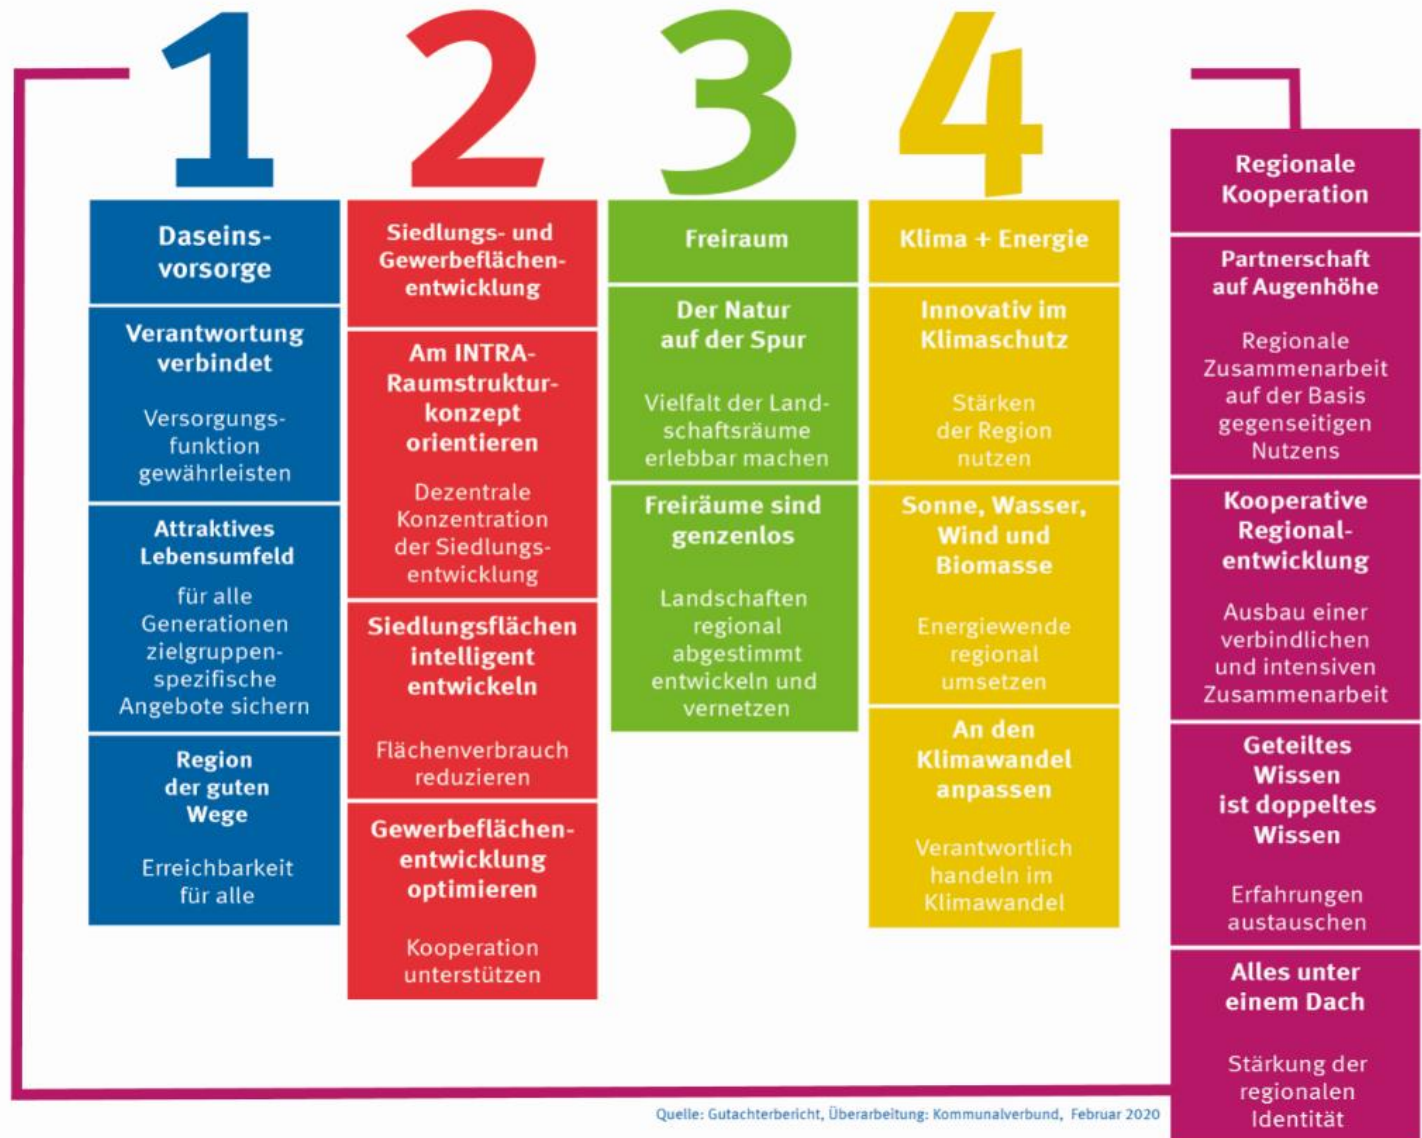 1
Daseins-
vorsorge
Verantwortung
verbindet
Versorgungs-
funktion
gewährleisten
Attraktives
Lebensumfeld
für alle
Generationen
zielgruppen-
spezifische
Angebote sichern
Region
der guten
Wege
Erreichbarkeit
für alle
2
Siedlungs- und
Gewerbeflächen-
entwicklung
Am INTRA-
Raumstruktur-
konzept
orientieren
Dezentrale
Konzentration
der Siedlungs-
entwicklung
Siedlungsflächen
intelligent
entwickeln
Flächenverbrauch
reduzieren
Gewerbeflächen-
entwicklung
optimieren
Kooperation
unterstützen
3
Freiraum
Der Natur
auf der Spur
Vielfalt der Land-
schaftsräume
erlebbar machen
Freiräume sind
genzenlos
Landschaften
regional
abgestimmt
entwickeln und
vernetzen
4
Klima + Energie
Innovativ im
Klimaschutz
Stärken
der Region
nutzen
Sonne, Wasser,
Wind und
Biomasse
Energiewende
regional
umsetzen
An den
Klimawandel
anpassen
Verantwortlich
handeln im
Klimawandel
Regionale
Kooperation
Partnerschaft
auf Augenhöhe
Regionale
Zusammenarbeit
auf der Basis
gegenseitigen
Nutzens
Kooperative
Regional-
entwicklung
Ausbau einer
verbindlichen
und intensiven
Zusammenarbeit
Geteiltes
Wissen
ist doppeltes
Wissen
Erfahrungen
austauschen
Alles unter
einem Dach
Stärkung der
regionalen
Identität
Quelle: Gutachterbericht, Überarbeitung: Kommunalverbund, Februar 2020